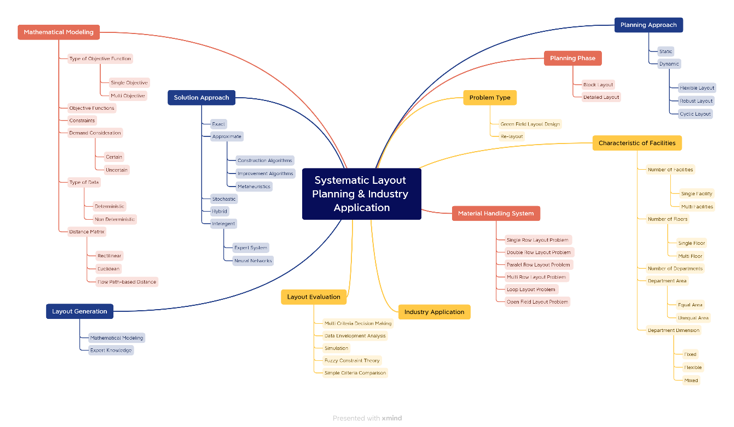 Mathematical Modeling
Type of Objective Function
Single Objective
Multi Objective
Objective Functions
Constraints
Demand Consideration
Certain
Uncertain
Type of Data
Deterministic
Non Deterministic
Distance Matrix
Rectilinear
Euclidean
Flow Path-based Distance
Solution Approach
Exact
Approximate
Construction Algorithms
Improvement Algorithms
Metaheuristics
Stochastic
Hybrid
Intelegent
Expert System
Neural Networks
Layout Generation
Mathematical Modeling
Expert Knowledge
Systematic Layout
Planning & Industry
Application
Layout Evaluation
Multi Criteria Decision Making
Data Envelopment Analysis
Simulation
Fuzzy Constraint Theory
Simple Criteria Comparison
Industry Application
Planning Approach
Static
Dynamic
Flexible Layout
Robust Layout
Cyclic Layout
Planning Phase
Block Layout
Detailed Layout
Problem Type
Green Field Layout Design
Re-layout
Characteristic of Facilities
Number of Facilities
Single Facility
Multi Facilities
Number of Floors
Single Floor
Multi Floor
Number of Departments
Department Area
Equal Area
Unequal Area
Department Dimension
Fixed
Flexible
Mixed
Material Handling System
Single Row Layout Problem
Double Row Layout Problem
Parallel Row Layout Problem
Multi Row Layout Problem
Loop Layout Problem
Open Field Layout Problem
Presented with xmind